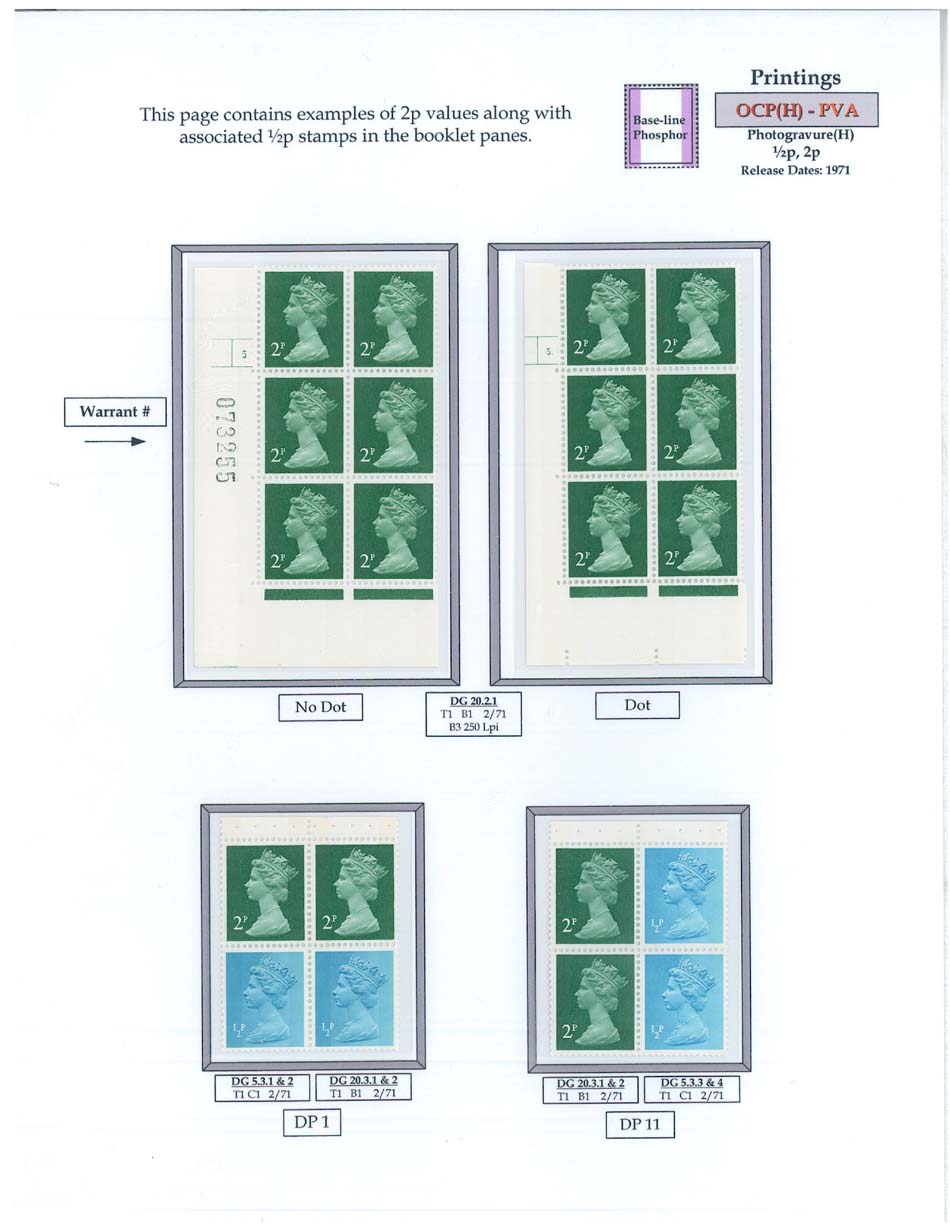 This page contains examples of 2p values along with
associated ½p stamps in the booklet panes.
Base-line
Phosphor
Printings
OCP(H) - PVA
Photogravure(H)
½p, 2p
Release Dates: 1971
Warrant #
5
073255
2P 2P
2P 2P
2P 2P
5.
2P 2P
2P 2P
2P 2P
No Dot
DG 20.2.1
T1 B1 2/71
B3 250 Lpi
Dot
2P 2P
½P ½P
2P ½P
2P ½P
DG 5.3.1 & 2
T1 C1 2/71
DG 20.3.1 & 2
T1 B1 2/71
DP 1
DG 20.3.1 & 2
T1 B1 2/71
DG 5.3.3 & 4
T1 C1 2/71
DP 11